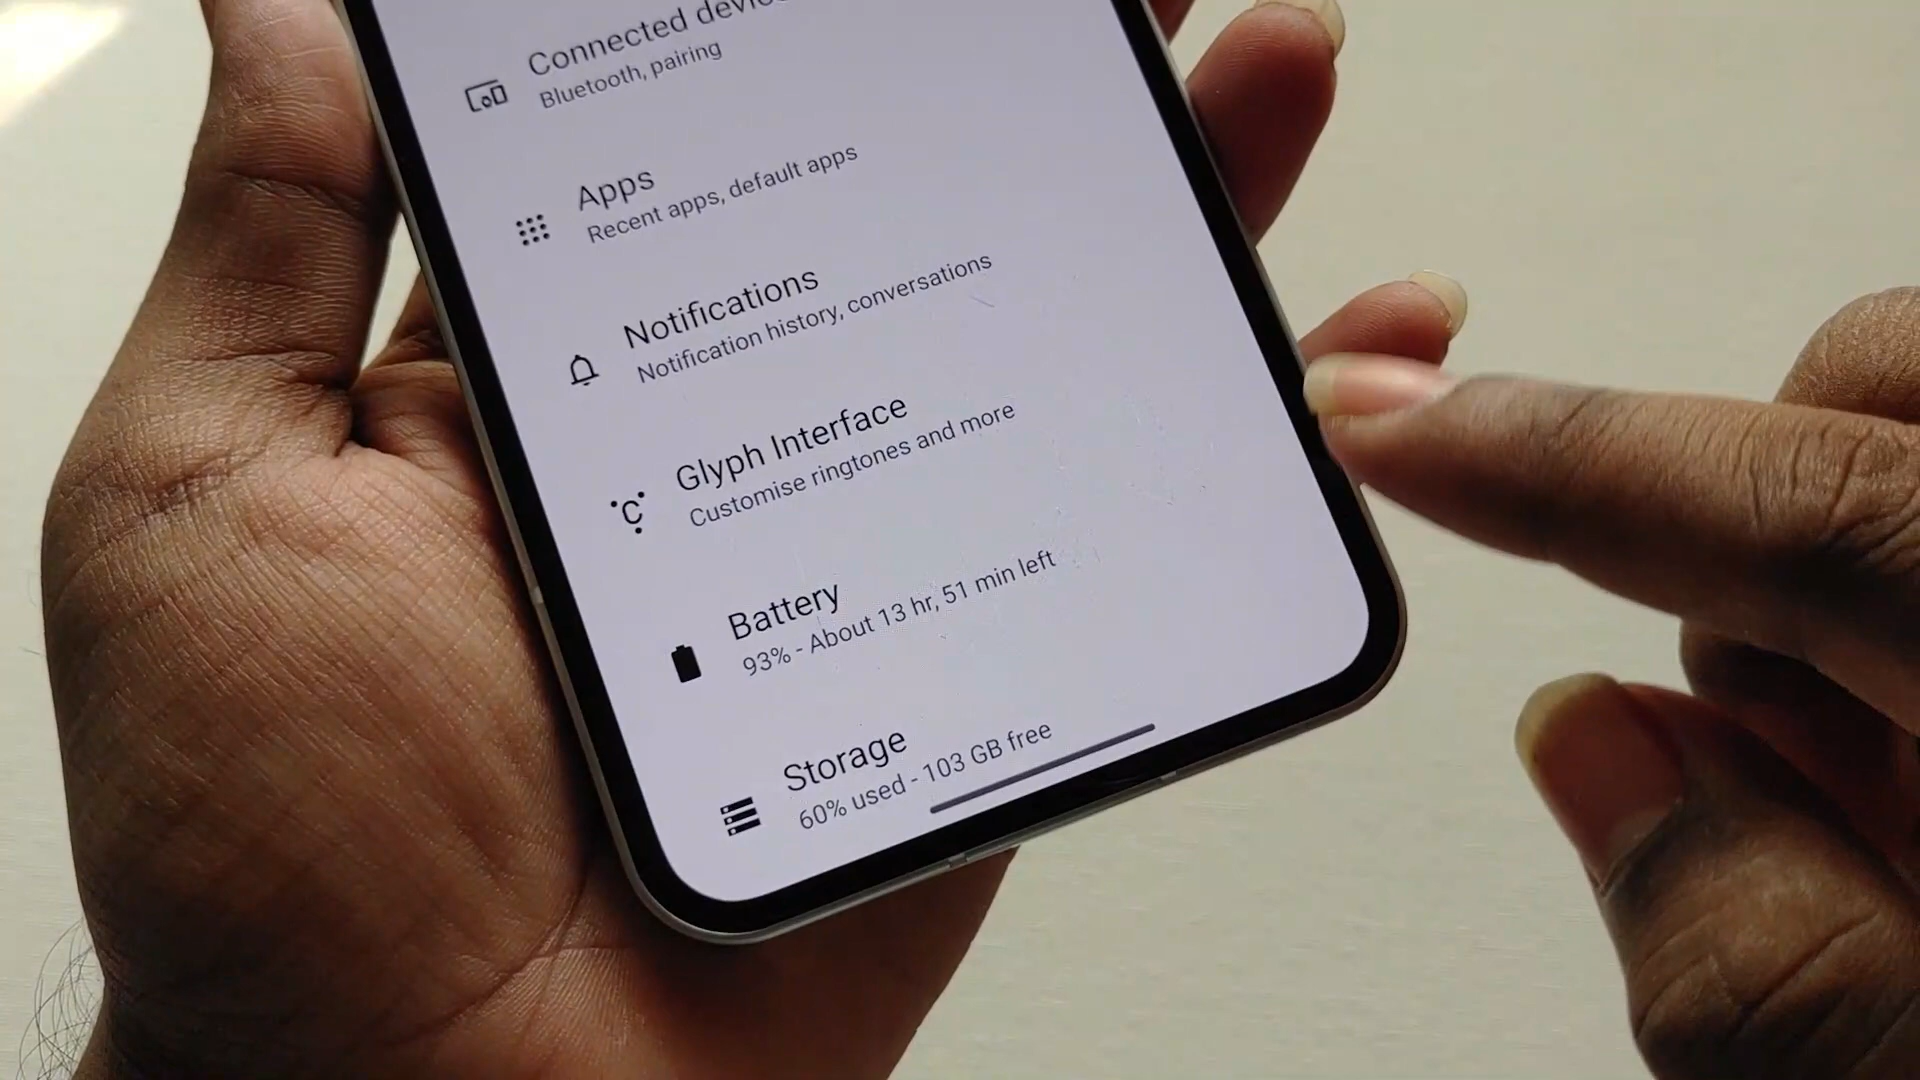 Connected
Bluetooth, pairing
Apps
Recent apps, default apps
Notifications
Notification history, conversations
Glyph Interface
Customise ringtones and more
Battery
93% - About 13 hr, 51 min left
Storage
60% used - 103 GB free